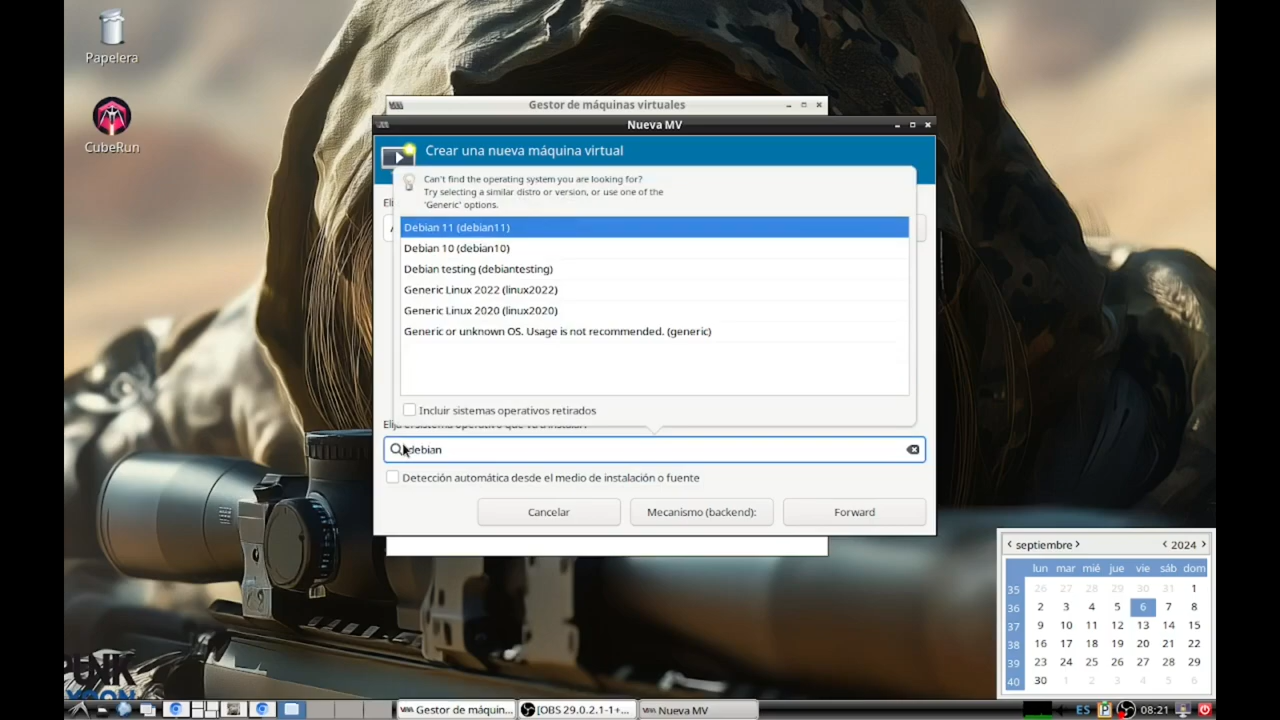 Papelera
CubeRun
Gestor de máquinas virtuales
Nueva MV
Crear una nueva máquina virtual
Can't find the operating system you are looking for?
Try selecting a similar distro or version, or use one of the
'Generic' options.
Debian 11 (debian11)
Debian 10 (debian10)
Debian testing (debiantesting)
Generic Linux 2022 (linux2022)
Generic Linux 2020 (linux2020)
Generic or unknown OS. Usage is not recommended. (generic)
Incluir sistemas operativos retirados
debian
Detección automática desde el medio de instalación o fuente
Cancelar
Mecanismo (backend):
Forward
septiembre 2024
lun mar mié jue vie sáb dom
35 26 27 28 29 30 31 1
36 2 3 4 5 6 7 8
37 9 10 11 12 13 14 15
38 16 17 18 19 20 21 22
39 23 24 25 26 27 28 29
40 30 1 2 3 4 5 6
Gestor de máquin...
[OBS 29.0.2.1-1+...
Nueva MV
ES
08:21